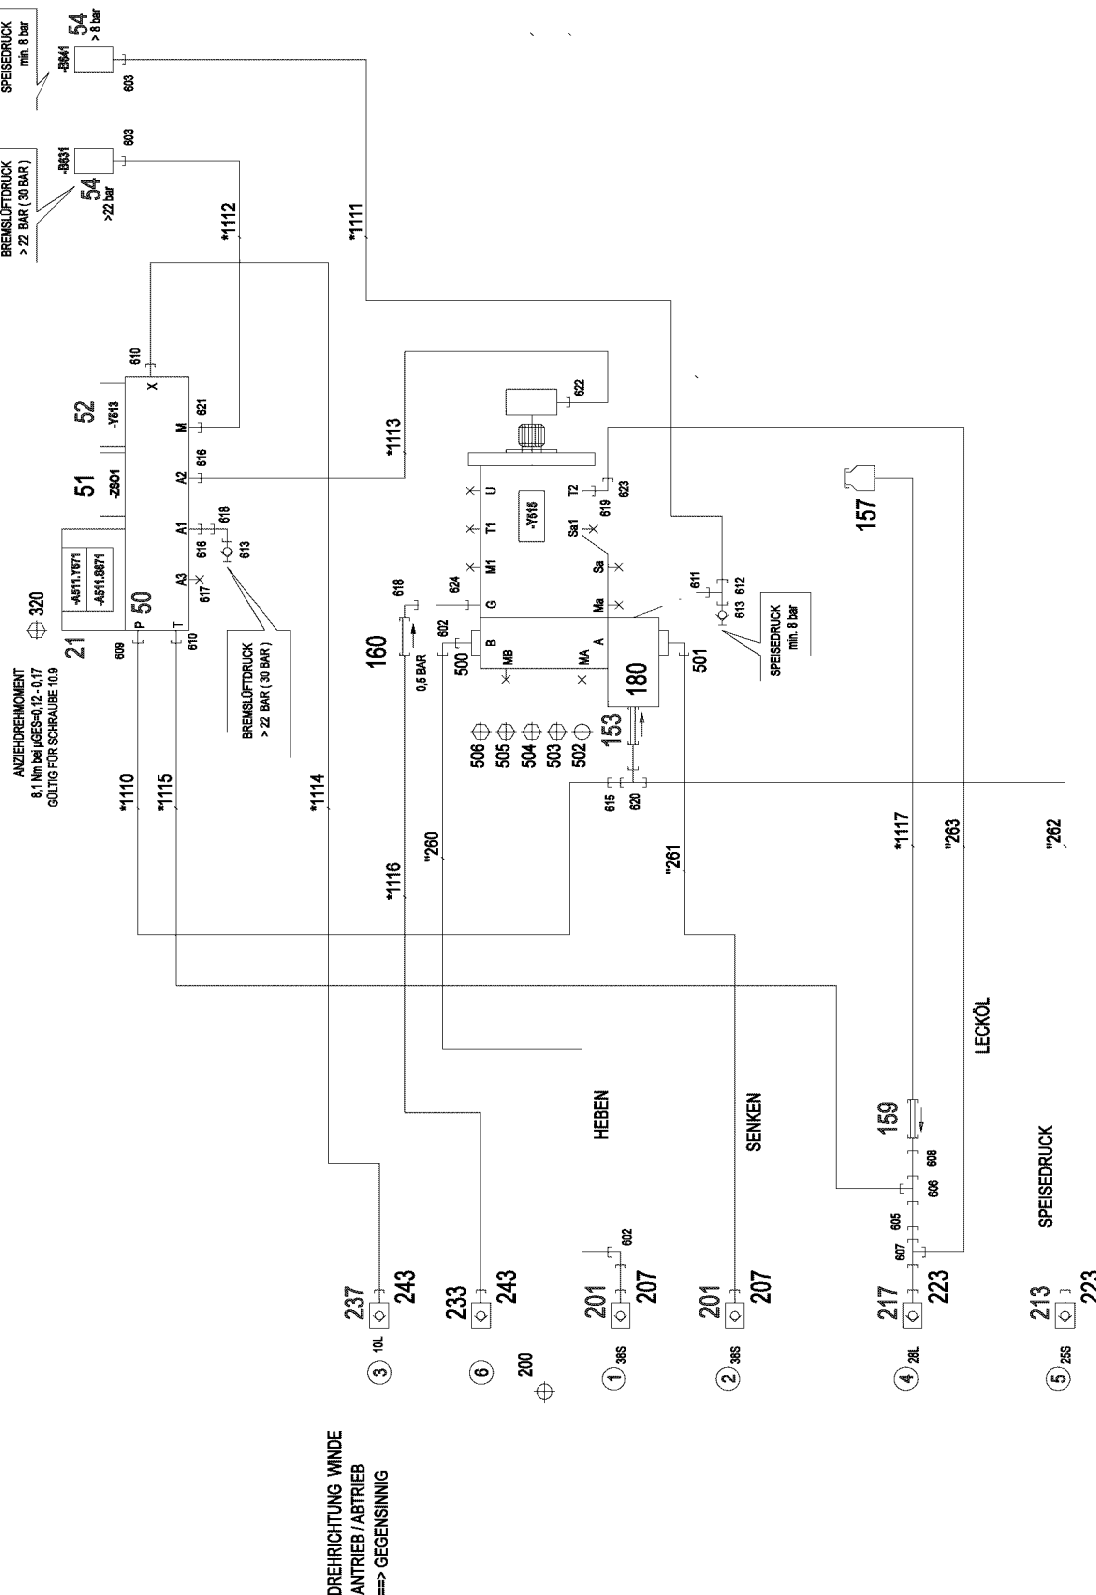 SPEISEDRUCK
min. 8 bar
54
> 8 bar
-B641
603
BREMSLÜFTDRUCK
> 22 BAR ( 30 BAR )
-B631
54
>22 bar
603
*1112
*1111
610
X
52
-Y513
621
M
51
616
A2
*1113
622
-A511.Y671
-A511.B671
618
A1
616
613
A3
617
50
P
T
21
320
609
610
BREMSLÜFTDRUCK
> 22 BAR ( 30 BAR )
ANZIEHDREHMOMENT
8,1 Nm bei µGES=0,12 - 0,17
GÜLTIG FÜR SCHRAUBE 10.9
U
T1
M1
G
-Y515
T2
619
623
Sa1
Sa
Ma
618
624
160
0,5 BAR
602
500
B
A
MB
MA
180
501
153
506
505
504
503
502
615
620
157
611
612
613
SPEISEDRUCK
min. 8 bar
*1110
*1115
*1114
*1116
"260
"261
*1117
"263
"262
HEBEN
SENKEN
LECKÖL
SPEISEDRUCK
159
608
606
605
607
602
237
243
3
10L
233
243
6
200
201
207
1
38S
201
207
2
38S
217
223
4
28L
213
223
5
25S
DREHRICHTUNG WINDE
ANTRIEB / ABTRIEB
==> GEGENSINNIG